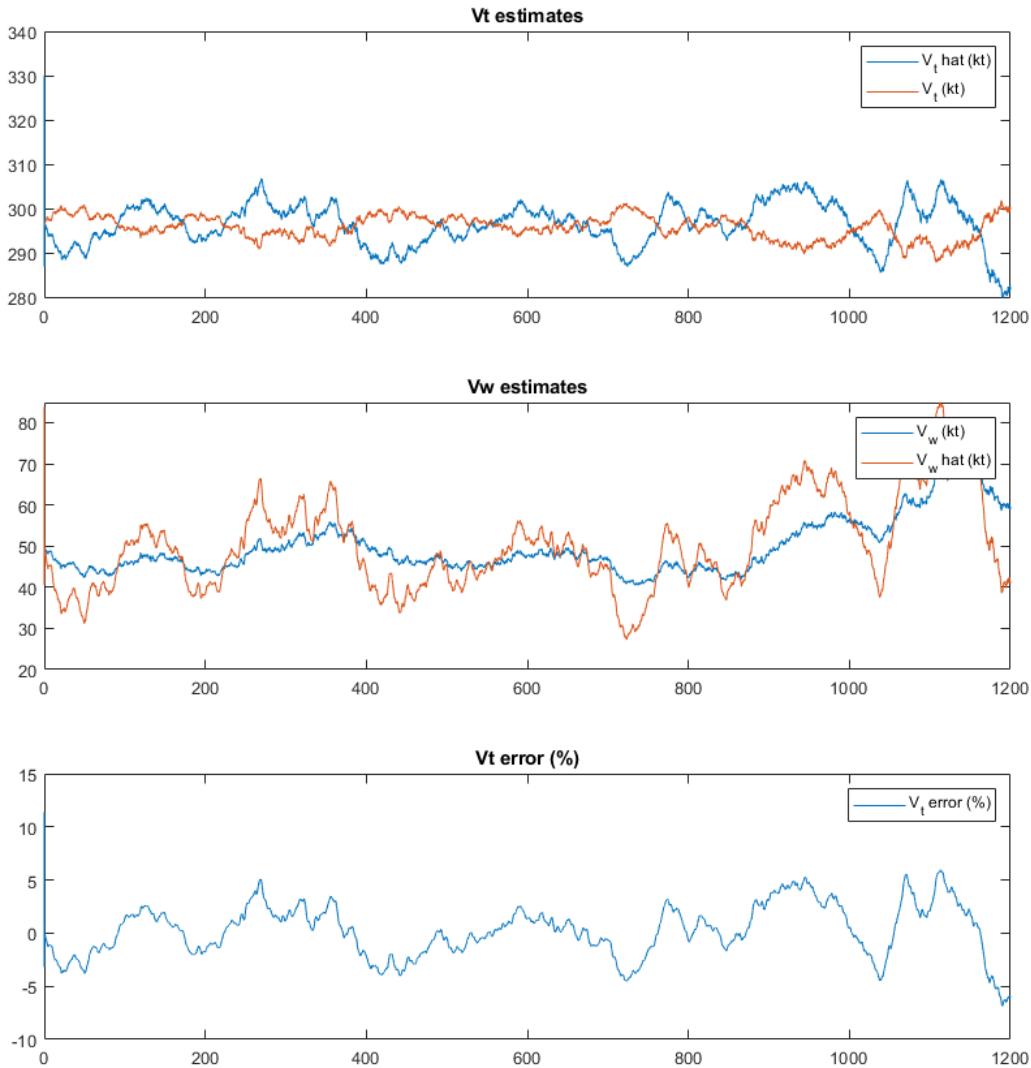 Vt estimates
340
330
320
310
300
290
280
V_t hat (kt)
V_t (kt)
0 200 400 600 800 1000 1200
Vw estimates
80
70
60
50
40
30
20
V_w (kt)
V_w hat (kt)
0 200 400 600 800 1000 1200
Vt error (%)
15
10
5
0
-5
-10
V_t error (%)
0 200 400 600 800 1000 1200